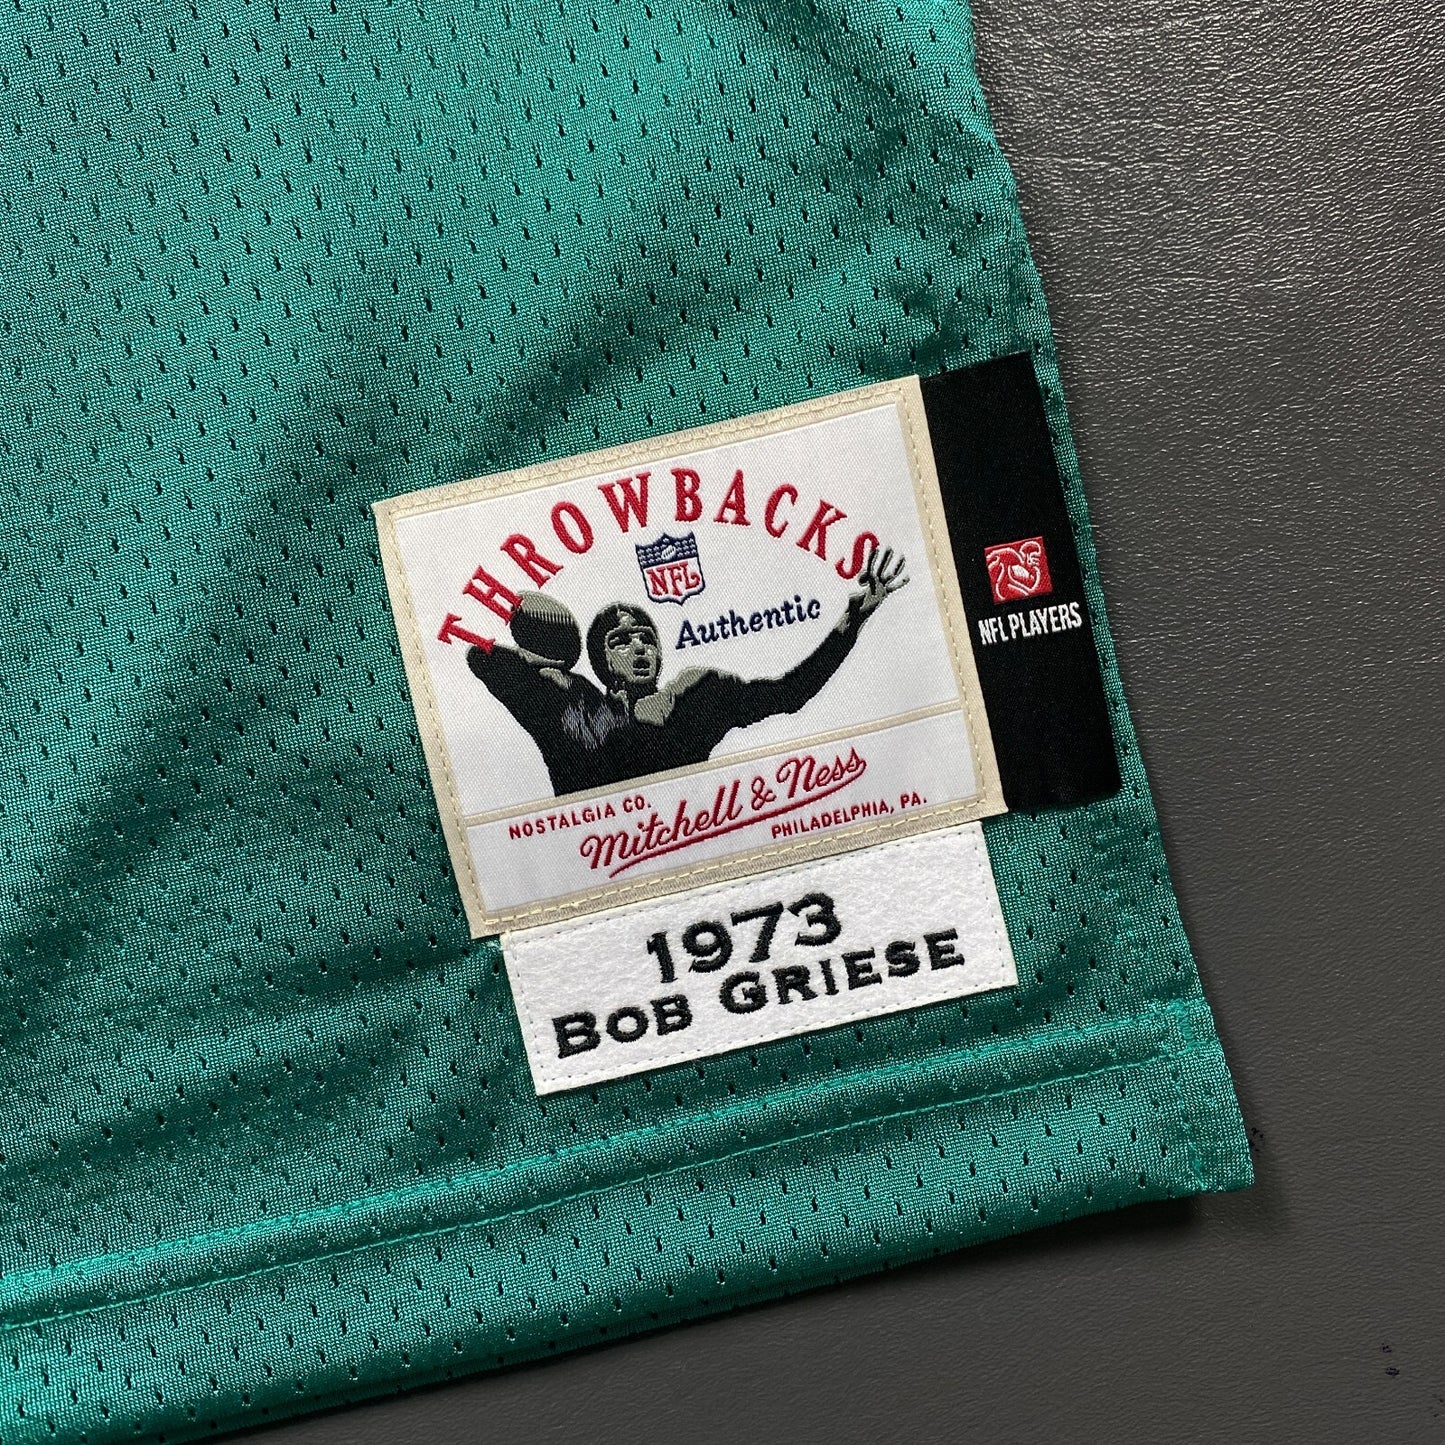 THROWBACKS
NFL
Authentic
NOSTALGIA CO.
Mitchell & Ness
PHILADELPHIA, PA.
NFL PLAYERS
1973
BOB GRIESE